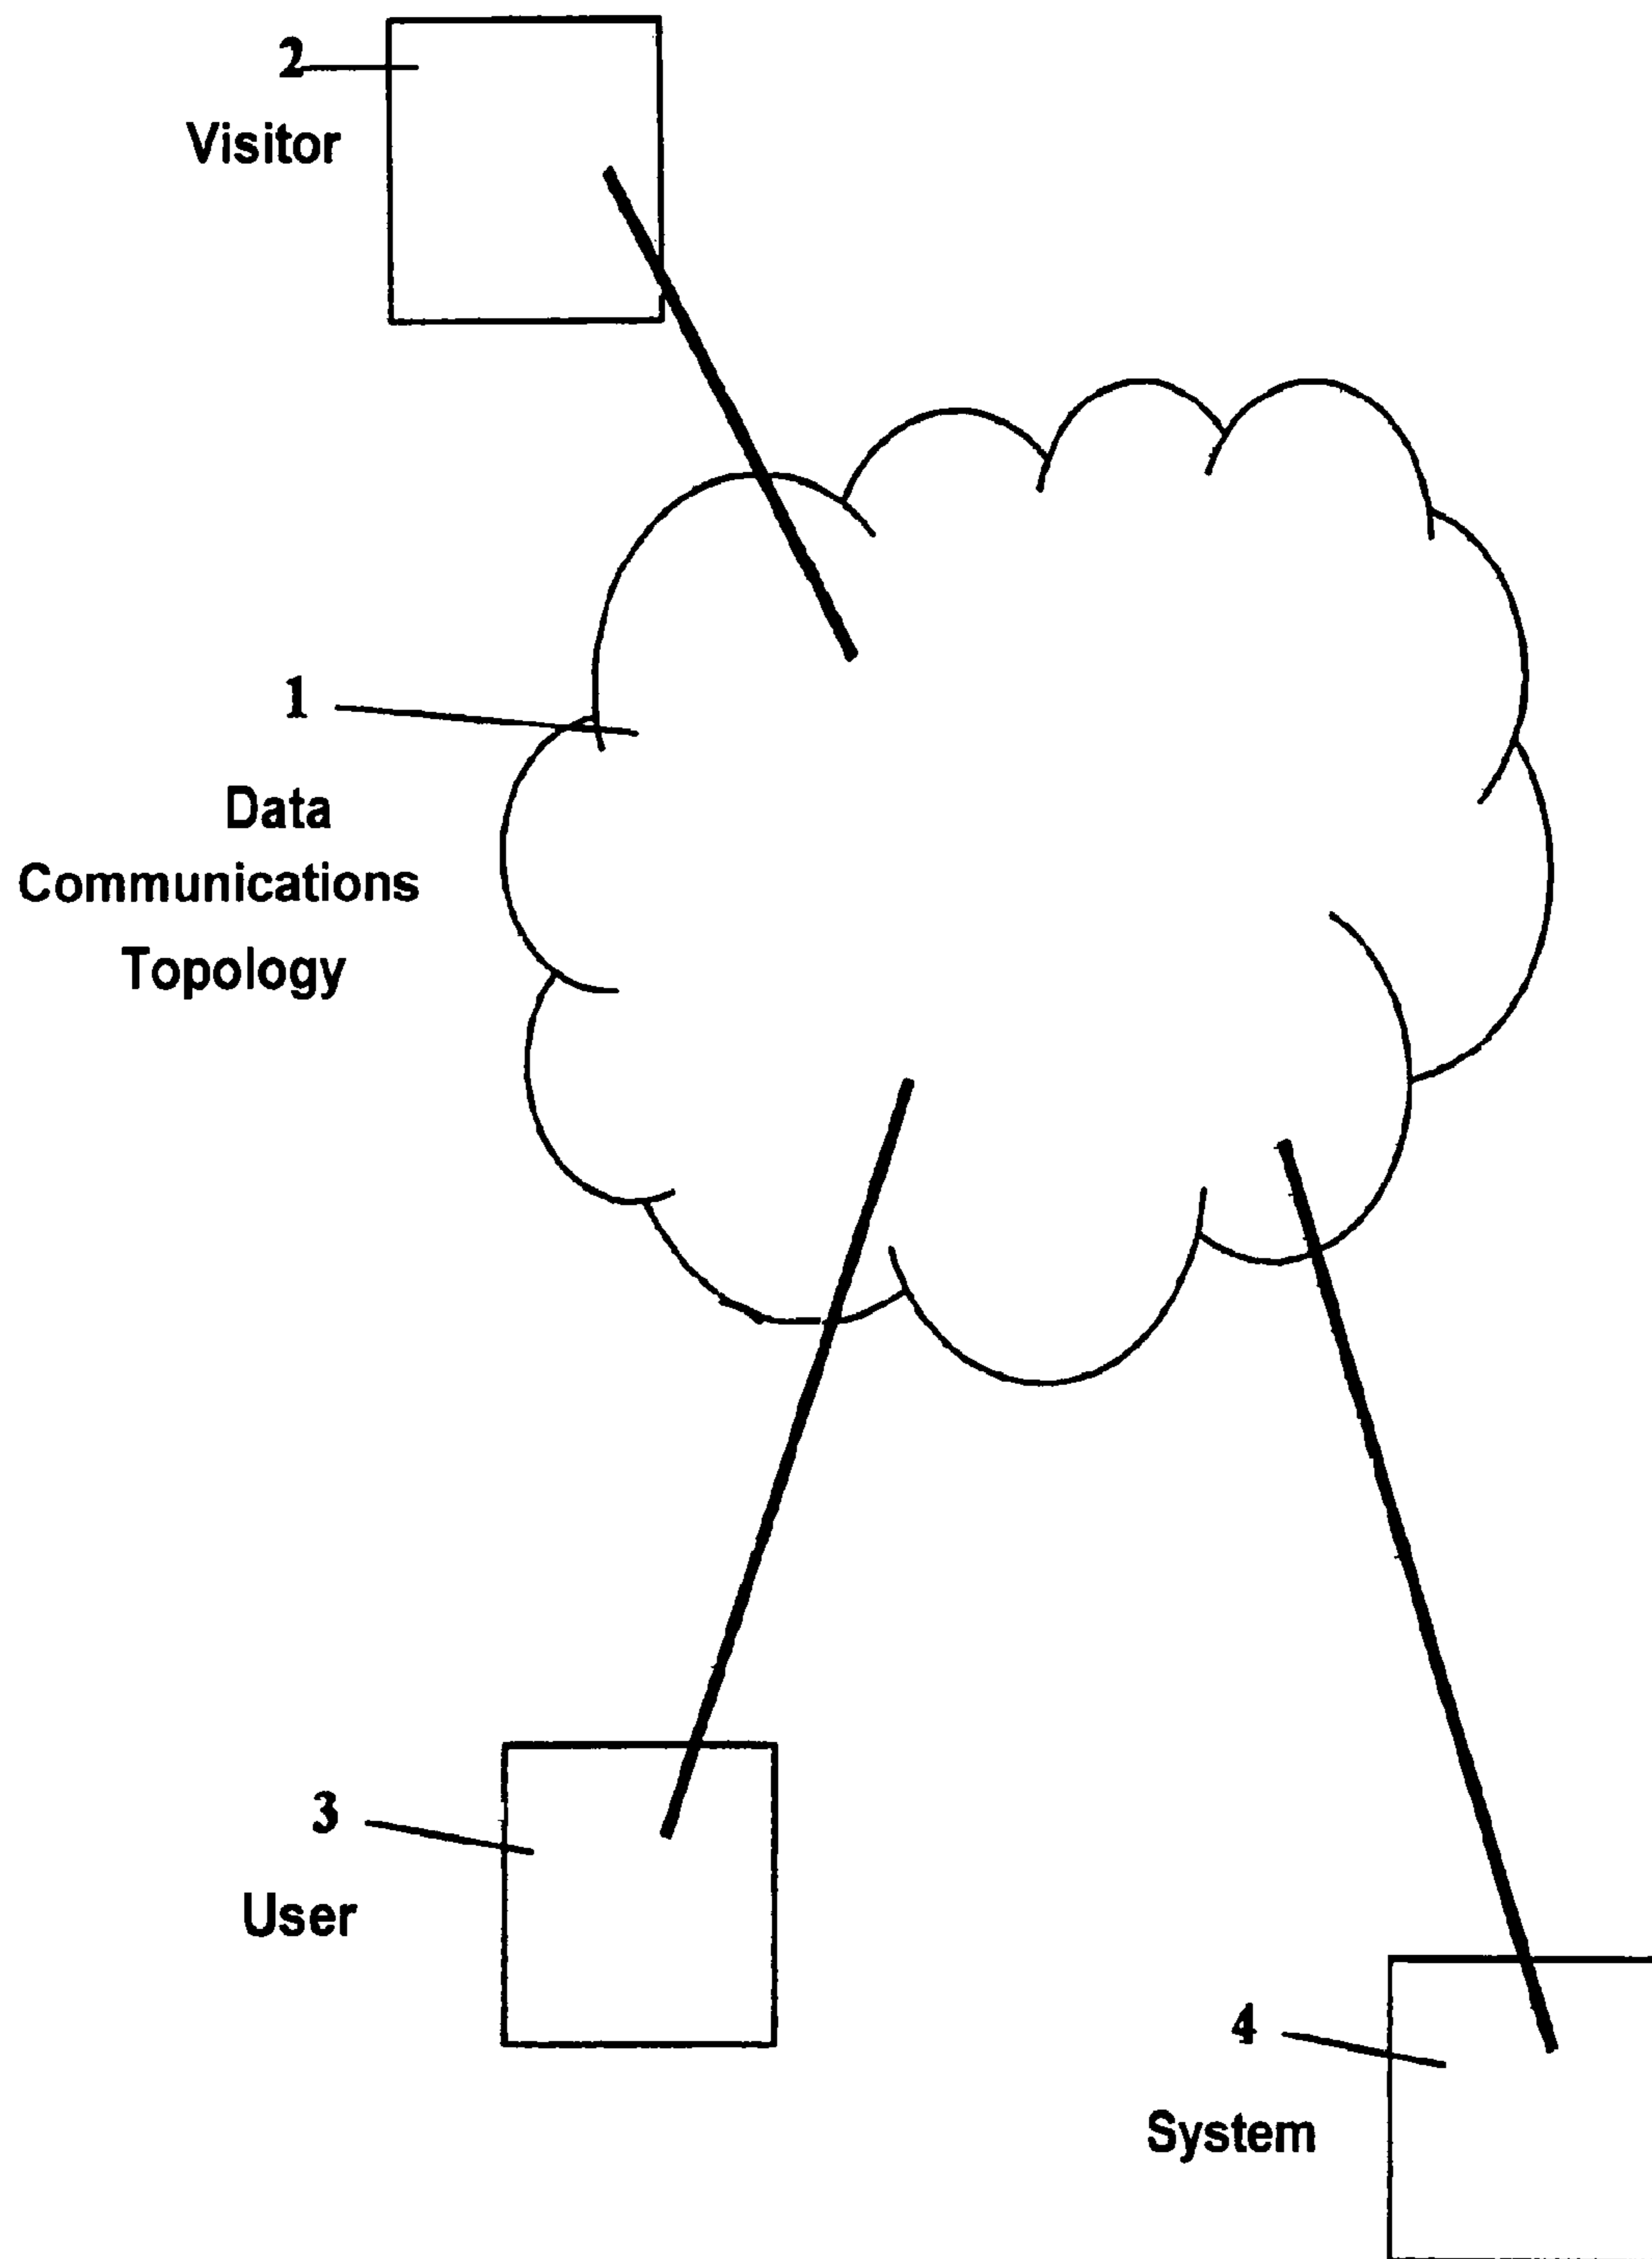 2
Visitor
1
Data
Communications
Topology
3
User
4
System